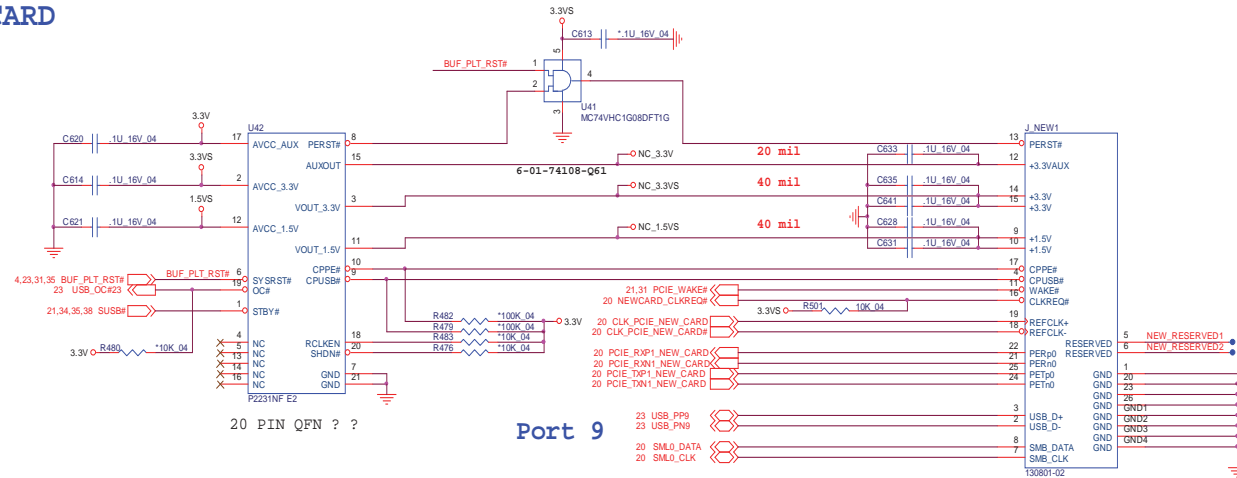 CARD
3.3VS
C613 *.1U_16V_04
BUF_PLT_RST#
1
2
5
4
3
U41
MC74VHC1G08DFT1G
3.3V
C620 .1U_16V_04
3.3VS
C614 .1U_16V_04
1.5VS
C621 .1U_16V_04
U42
17 AVCC_AUX PERST# 8
AUXOUT 15
2 AVCC_3.3V
VOUT_3.3V 3
12 AVCC_1.5V
VOUT_1.5V 11
CPPE# 10
CPUSB# 9
4,23,31,35 BUF_PLT_RST# BUF_PLT_RST# 6 SYSRST#
23 USB_OC#23 19 OC#
21,34,35,38 SUSB# 1 STBY#
3.3V R480 *10K_04
4 NC
5 NC
13 NC
14 NC
16 NC
RCLKEN 18
SHDN# 20
GND 7
GND 21
P2231NF E2
20 PIN QFN ? ?
R482 *100K_04
R479 *100K_04
R483 *10K_04
R476 *10K_04
3.3V
6-01-74108-Q61
NC_3.3V 20 mil
NC_3.3VS 40 mil
NC_1.5VS 40 mil
C633 .1U_16V_04
C635 .1U_16V_04
C641 .1U_16V_04
C628 .1U_16V_04
C631 .1U_16V_04
21,31 PCIE_WAKE#
20 NEWCARD_CLKREQ#
3.3VS R501 10K_04
20 CLK_PCIE_NEW_CARD
20 CLK_PCIE_NEW_CARD#
20 PCIE_RXP1_NEW_CARD
20 PCIE_RXN1_NEW_CARD
20 PCIE_TXP1_NEW_CARD
20 PCIE_TXN1_NEW_CARD
Port 9
23 USB_PP9
23 USB_PN9
20 SML0_DATA
20 SML0_CLK
J_NEW1
13 PERST#
12 +3.3VAUX
14 +3.3V
15 +3.3V
9 +1.5V
10 +1.5V
17 CPPE#
4 CPUSB#
11 WAKE#
16 CLKREQ#
19 REFCLK+
18 REFCLK-
22 PERp0
21 PERn0
25 PETp0
24 PETn0
3 USB_D+
2 USB_D-
8 SMB_DATA
7 SMB_CLK
RESERVED 5 NEW_RESERVED1
RESERVED 6 NEW_RESERVED2
GND 1
GND 20
GND 23
GND 26
GND GND1
GND GND2
GND GND3
GND GND4
130801-02